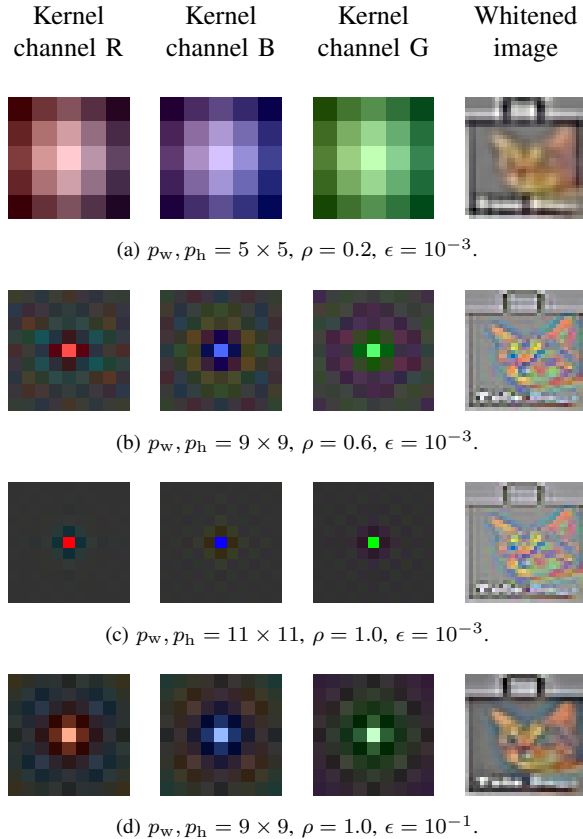 Kernel channel R
Kernel channel B
Kernel channel G
Whitened image
(a) p_w, p_h = 5 × 5, ρ = 0.2, ϵ = 10^{-3}.
(b) p_w, p_h = 9 × 9, ρ = 0.6, ϵ = 10^{-3}.
(c) p_w, p_h = 11 × 11, ρ = 1.0, ϵ = 10^{-3}.
(d) p_w, p_h = 9 × 9, ρ = 1.0, ϵ = 10^{-1}.